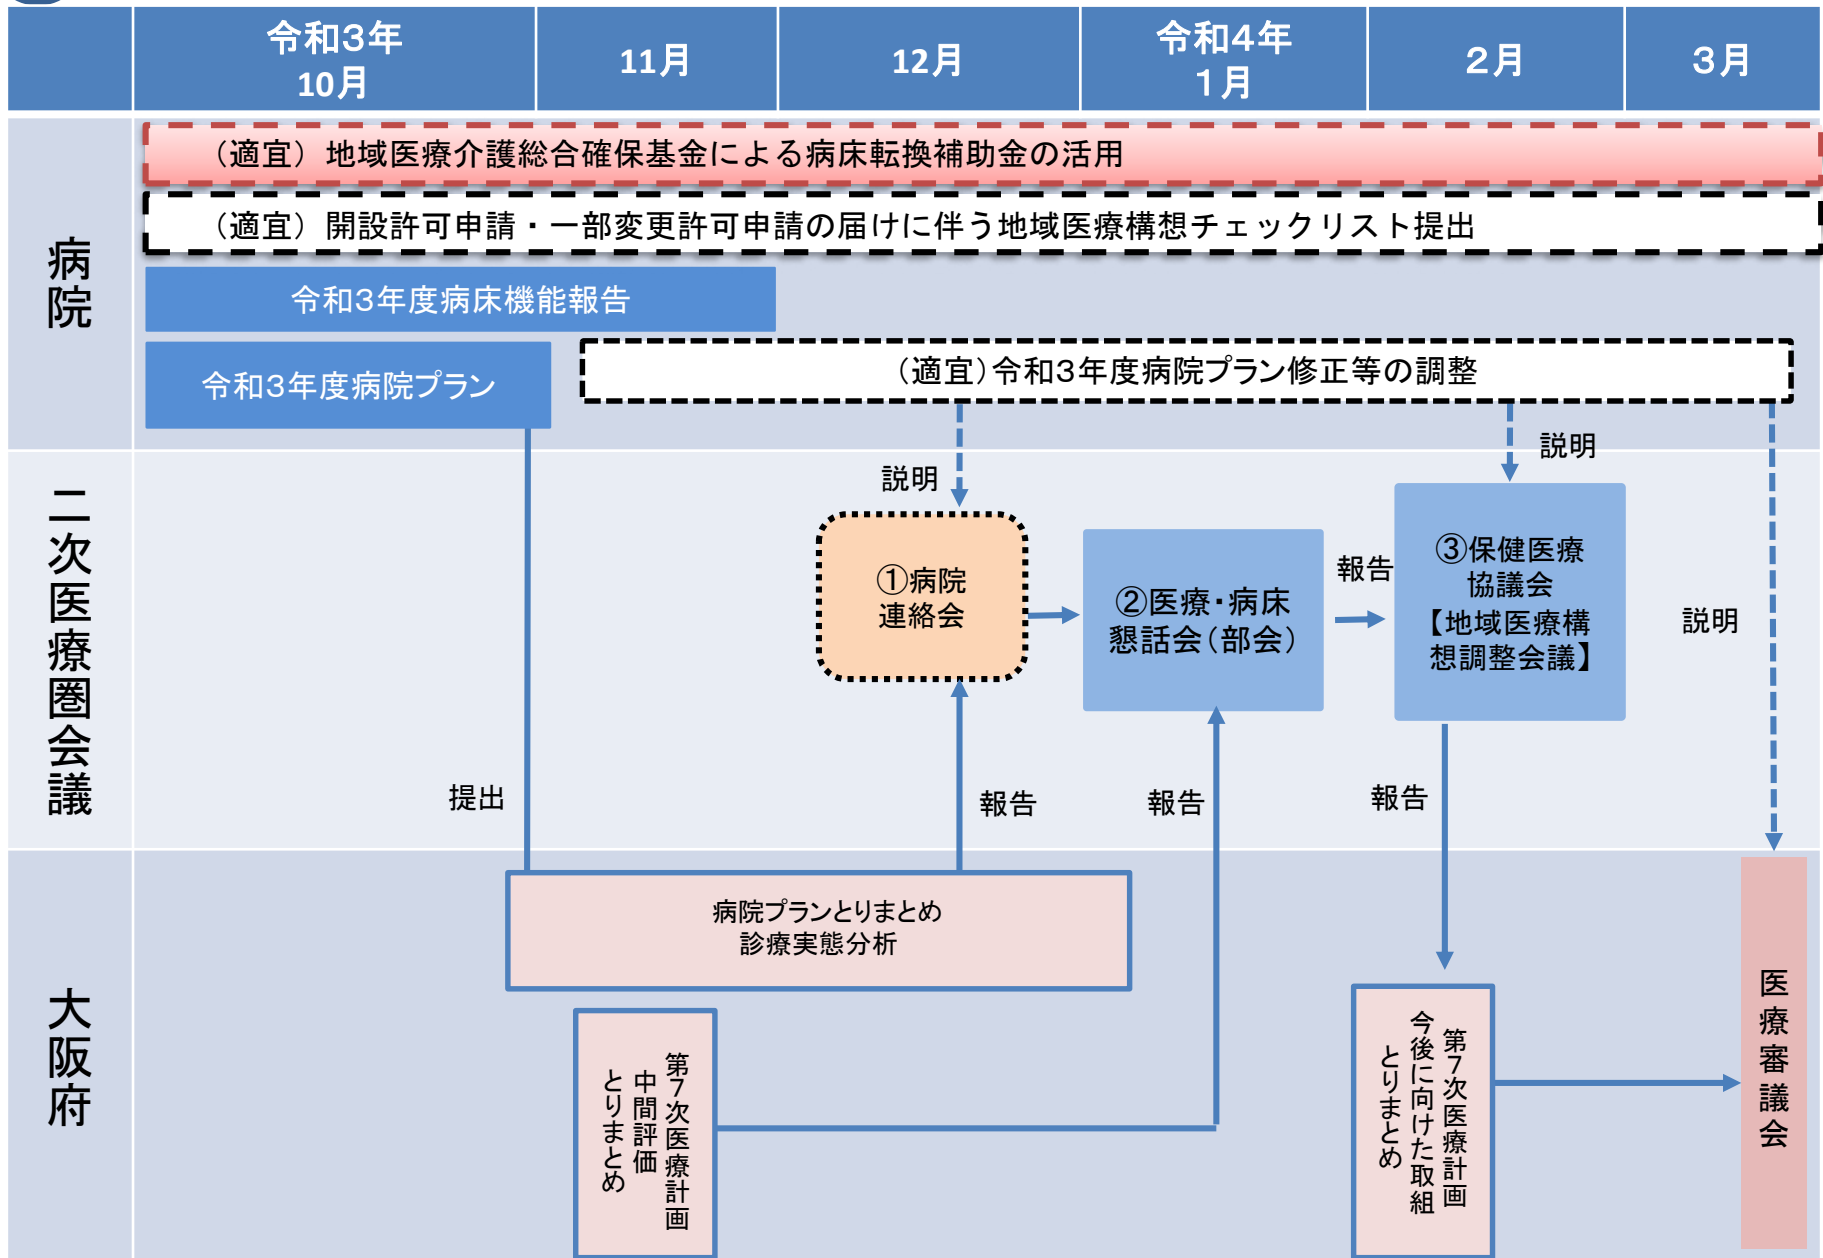 令和3年
10月
11月
12月
令和4年
1月
2月
3月
病院
（適宜）地域医療介護総合確保基金による病床転換補助金の活用
（適宜）開設許可申請・一部変更許可申請の届けに伴う地域医療構想チェックリスト提出
令和3年度病床機能報告
令和3年度病院プラン
（適宜）令和3年度病院プラン修正等の調整
二次医療圏会議
説明
説明
①病院
連絡会
②医療・病床
懇話会（部会）
報告
③保健医療
協議会
【地域医療構
想調整会議】
説明
提出
報告
報告
報告
大阪府
病院プランとりまとめ
診療実態分析
第7次医療計画
中間評価
とりまとめ
第7次医療計画
今後に向けた取組
とりまとめ
医療審議会